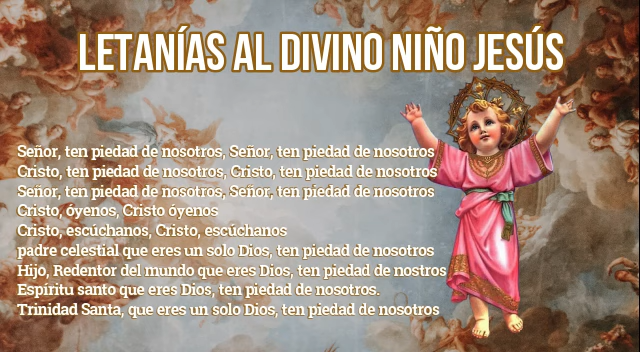 LETANÍAS AL DIVINO NIÑO JESÚS
Señor, ten piedad de nosotros, Señor, ten piedad de nosotros
Cristo, ten piedad de nosotros, Cristo, ten piedad de nosotros
Señor, ten piedad de nosotros, Señor, ten piedad de nosotros
Cristo, óyenos, Cristo óyenos
Cristo, escúchanos, Cristo, escúchanos
padre celestial que eres un solo Dios, ten piedad de nosotros
Hijo, Redentor del mundo que eres Dios, ten piedad de nostros
Espíritu santo que eres Dios, ten piedad de nosotros.
Trinidad Santa, que eres un solo Dios, ten piedad de nosotros